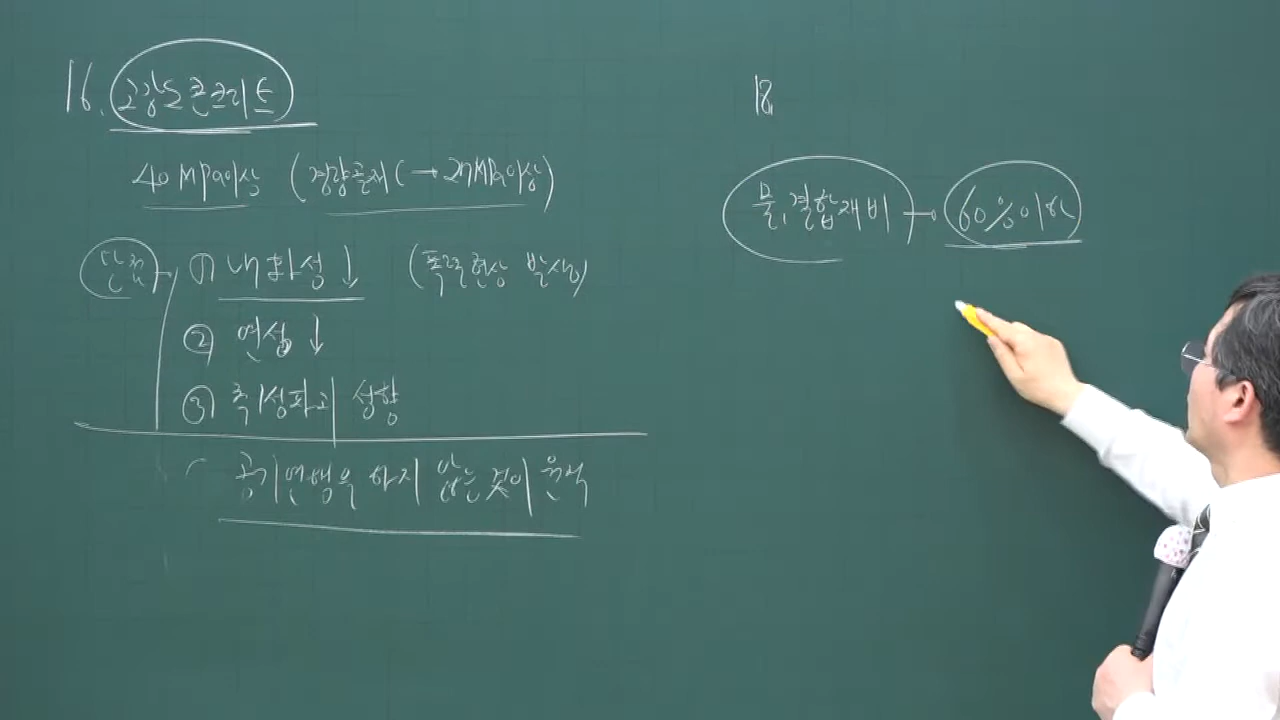 16. 고강도콘크리트
40MPa이상 (경량골재 → 27MPa이상)
단점 ① 내화성 ↓ (폭렬현상 발생)
② 연성 ↓
③ 취성파괴 성향
공기연행을 하지 않는 것이 원칙
18
물,결합재비 → 60%이하